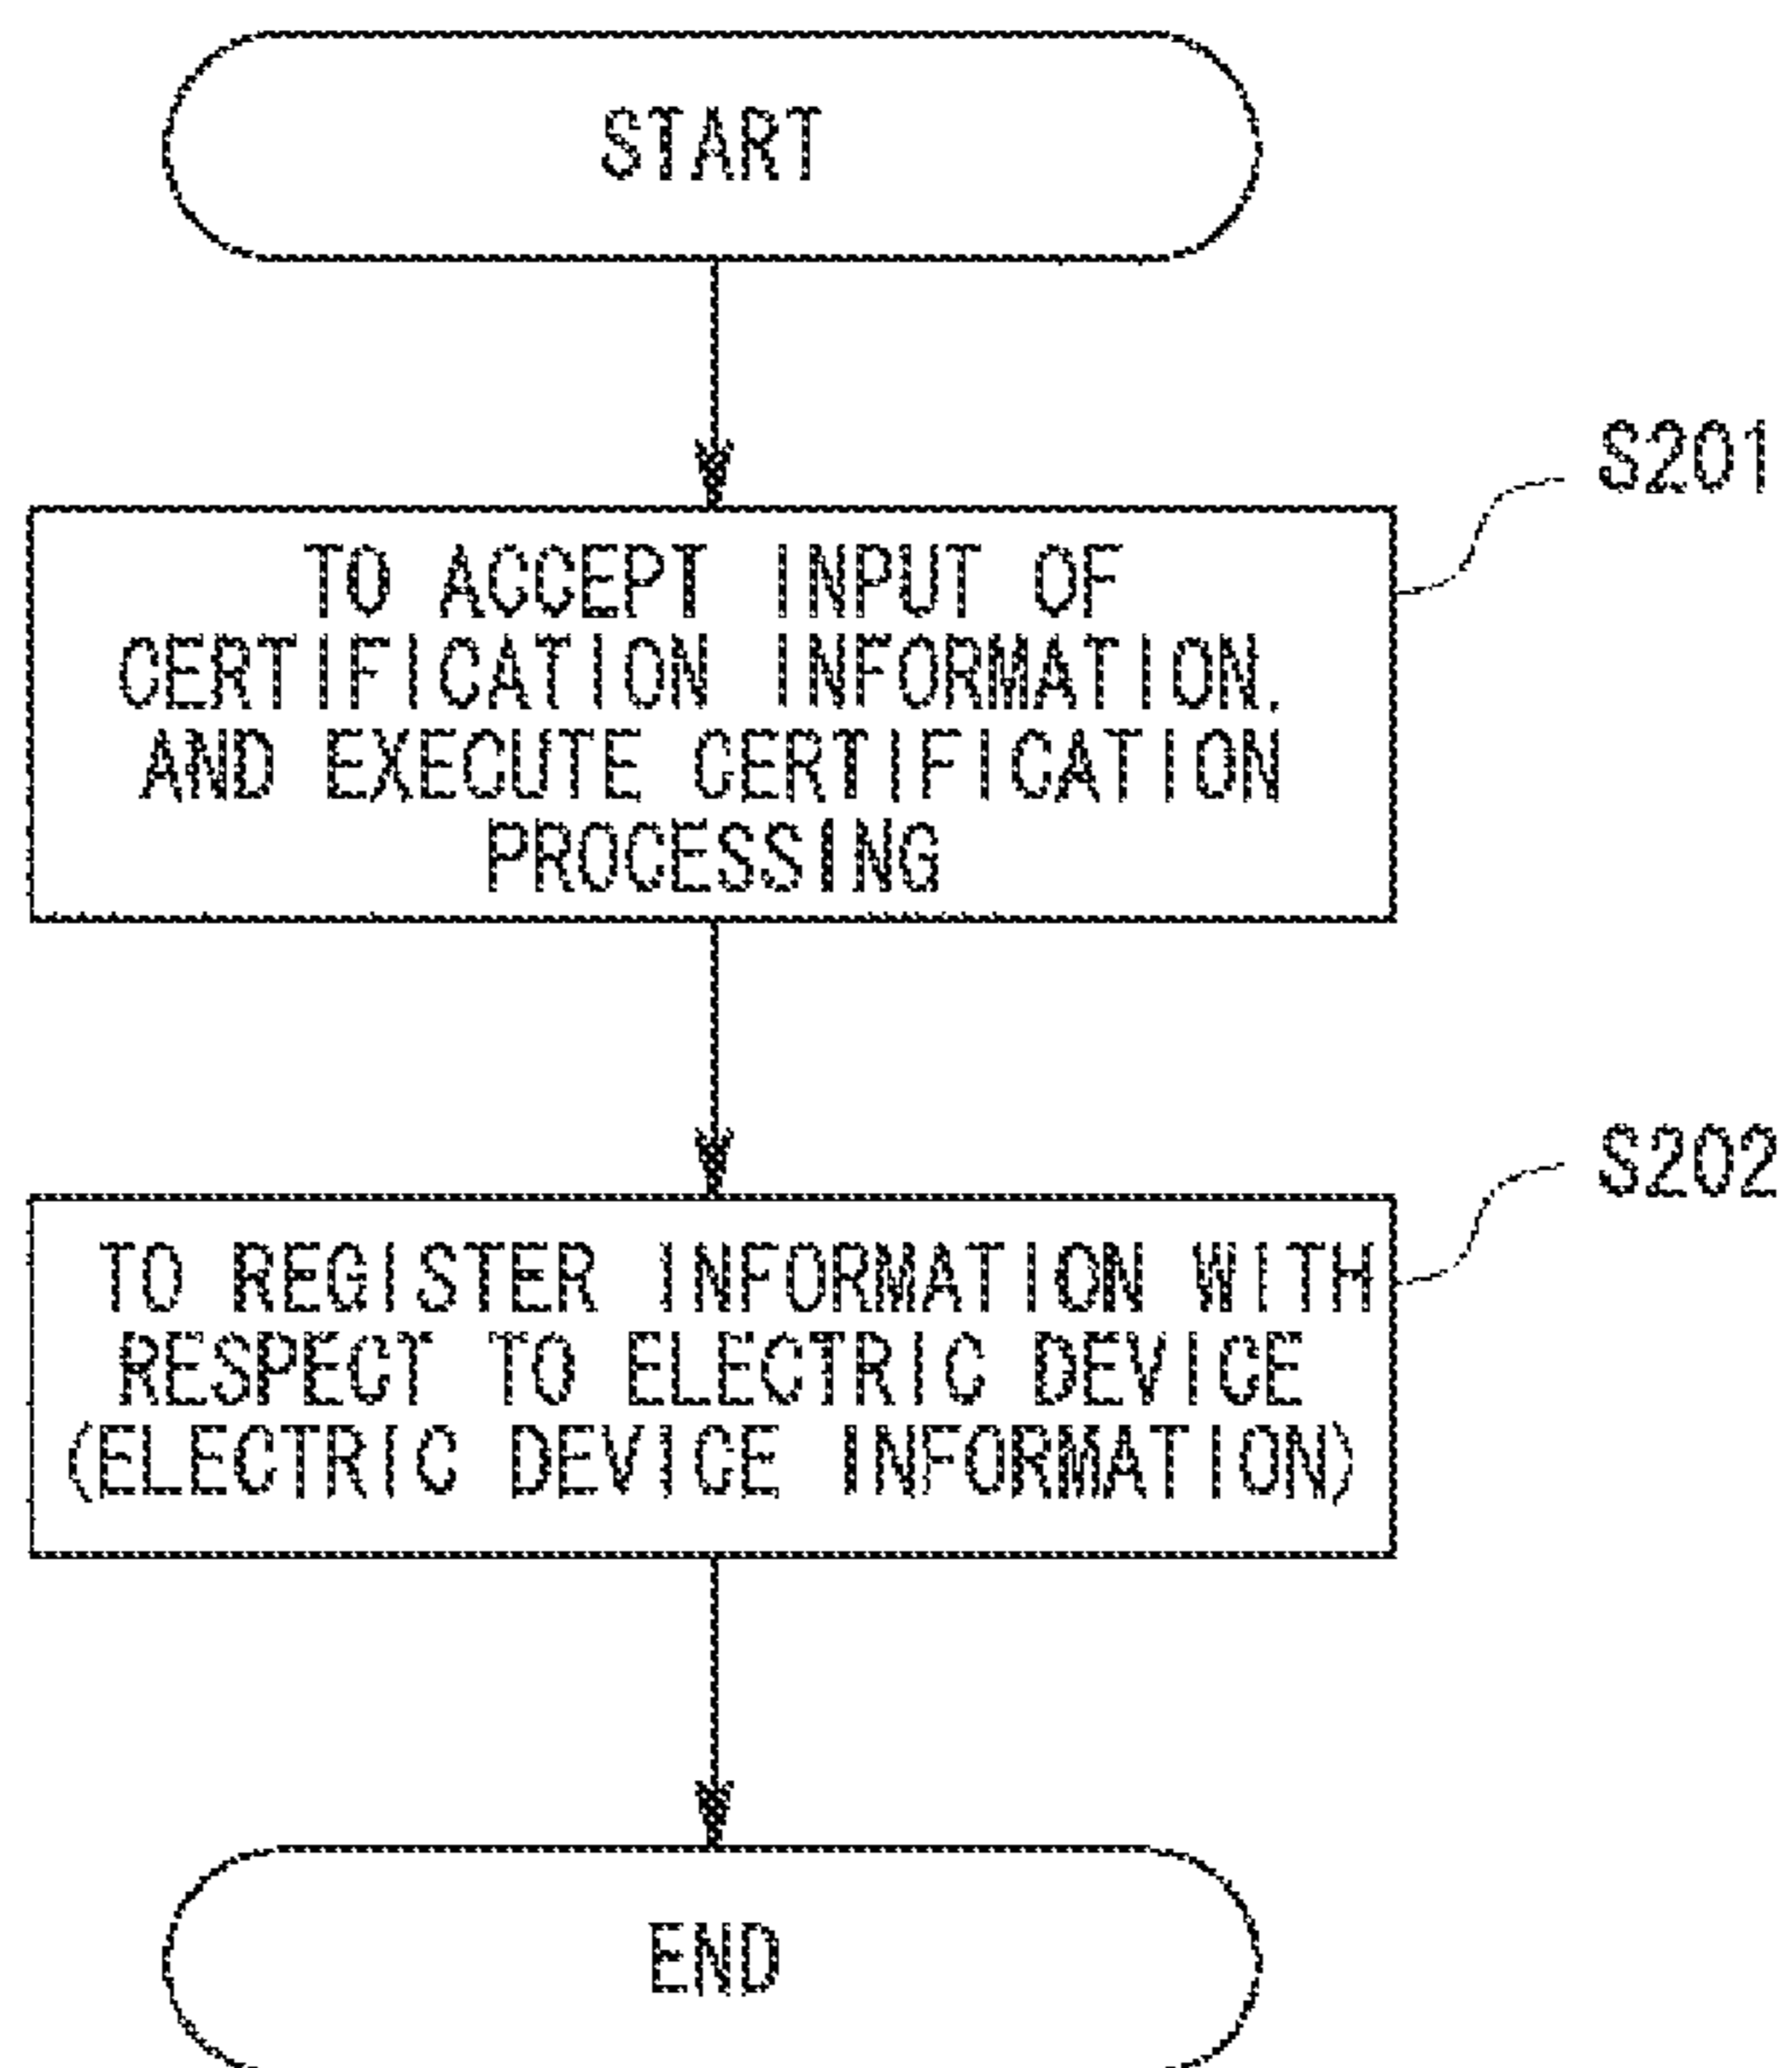 START
S201
TO ACCEPT INPUT OF
CERTIFICATION INFORMATION,
AND EXECUTE CERTIFICATION
PROCESSING
S202
TO REGISTER INFORMATION WITH
RESPECT TO ELECTRIC DEVICE
(ELECTRIC DEVICE INFORMATION)
END